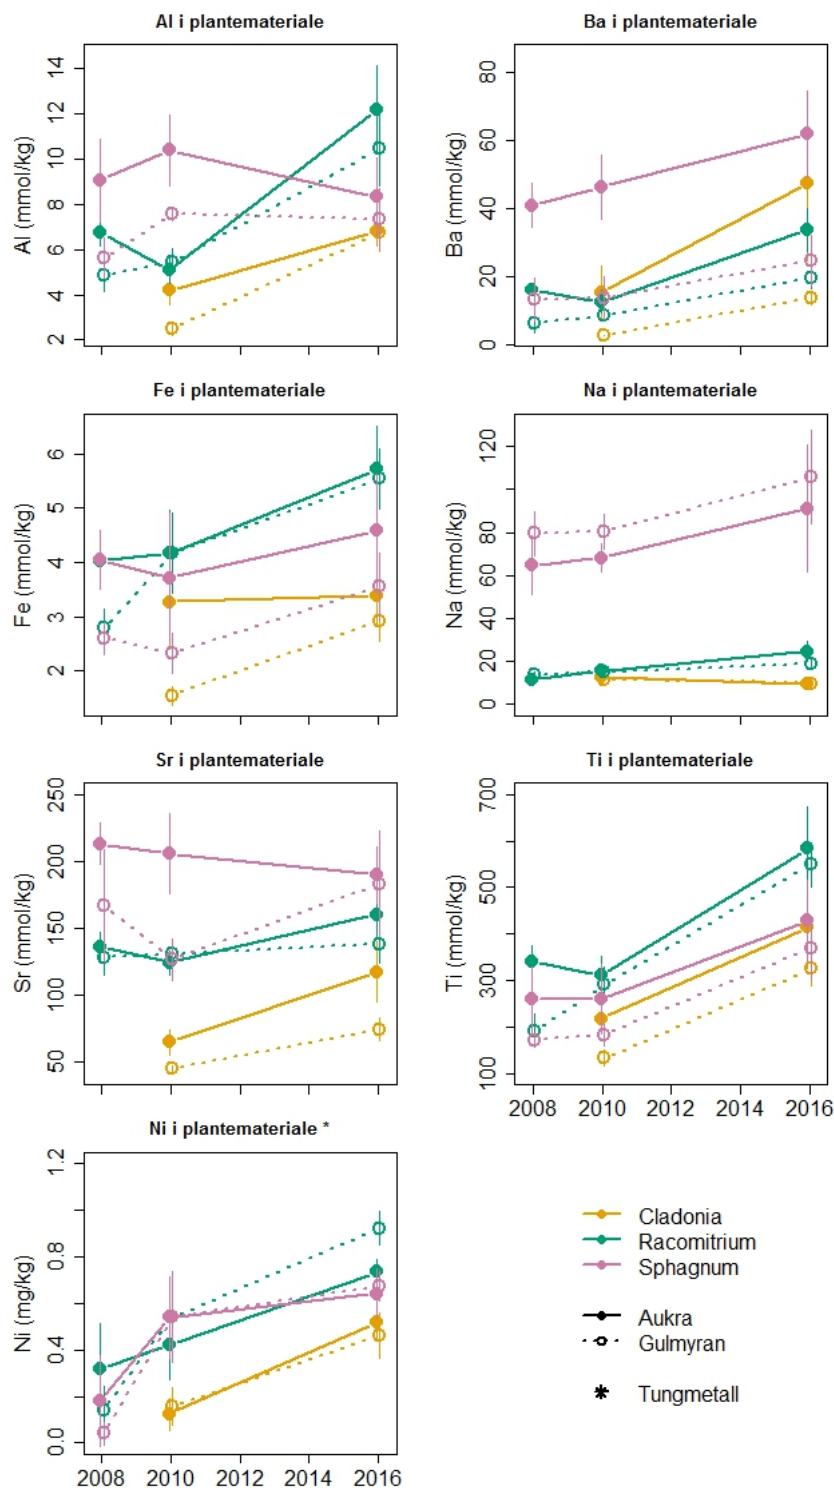 Al i plantemateriale
Al (mmol/kg)
14
12
10
8
6
4
2
Ba i plantemateriale
Ba (mmol/kg)
80
60
40
20
0
Fe i plantemateriale
Fe (mmol/kg)
6
5
4
3
2
Na i plantemateriale
Na (mmol/kg)
120
80
60
40
20
0
Sr i plantemateriale
Sr (mmol/kg)
250
200
150
100
50
Ti i plantemateriale
Ti (mmol/kg)
700
500
300
100
2008 2010 2012 2014 2016
Ni i plantemateriale *
Ni (mg/kg)
1.2
0.8
0.4
0.0
2008 2010 2012 2014 2016
Cladonia
Racomitrium
Sphagnum
Aukra
Gulmyran
* Tungmetall